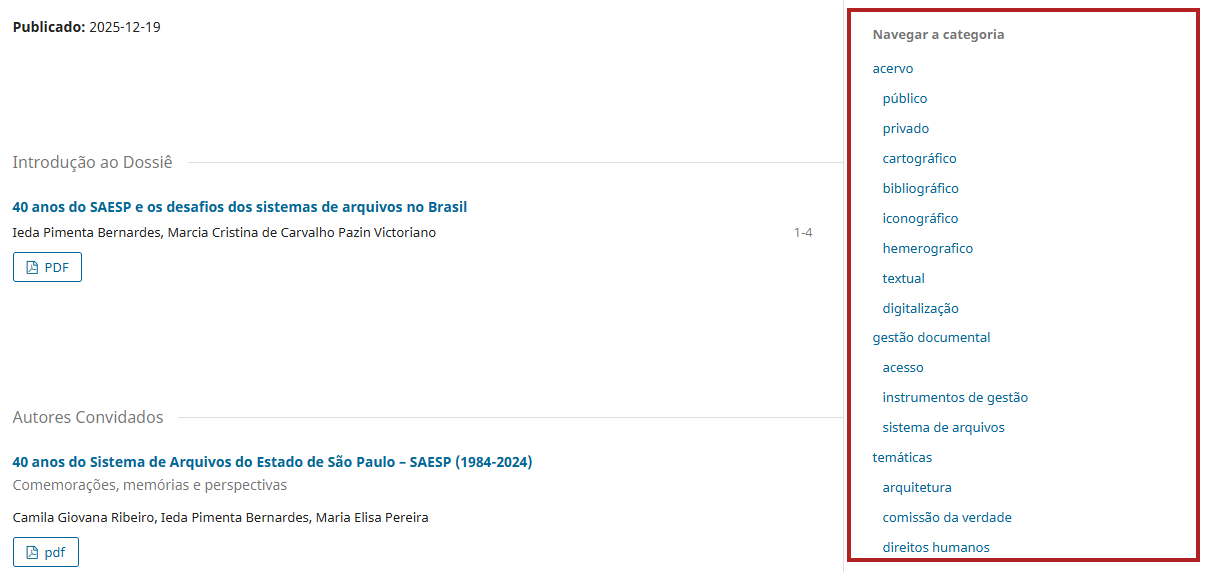 Publicado: 2025-12-19
Introdução ao Dossiê
40 anos do SAESP e os desafios dos sistemas de arquivos no Brasil
Ieda Pimenta Bernardes, Marcia Cristina de Carvalho Pazin Victoriano
1-4
PDF
Autores Convidados
40 anos do Sistema de Arquivos do Estado de São Paulo – SAESP (1984-2024)
Comemorações, memórias e perspectivas
Camila Giovana Ribeiro, Ieda Pimenta Bernardes, Maria Elisa Pereira
pdf
Navegar a categoria
acervo
público
privado
cartográfico
bibliográfico
iconográfico
hemerografico
textual
digitalização
gestão documental
acesso
instrumentos de gestão
sistema de arquivos
temáticas
arquitetura
comissão da verdade
direitos humanos